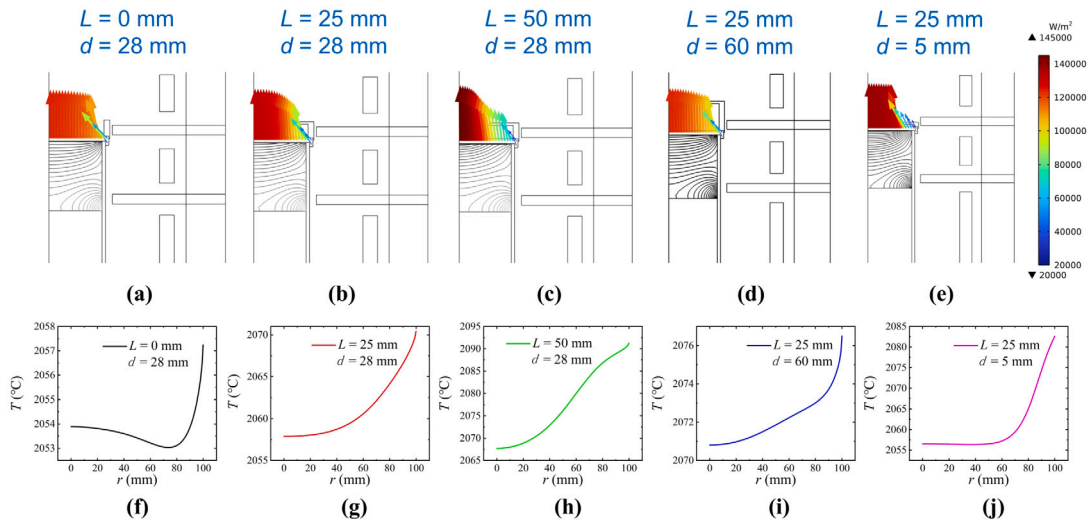 L = 0 mm
d = 28 mm
L = 25 mm
d = 28 mm
L = 50 mm
d = 28 mm
L = 25 mm
d = 60 mm
L = 25 mm
d = 5 mm
W/m²
▲ 145000
140000
120000
100000
80000
60000
40000
20000
▼ 20000
(a)
(b)
(c)
(d)
(e)
2058
2057
2056
2055
2054
2053
2052
T (°C)
L = 0 mm
d = 28 mm
0 20 40 60 80 100
r (mm)
2070
2065
2060
2055
T (°C)
L = 25 mm
d = 28 mm
0 20 40 60 80 100
r (mm)
2095
2090
2085
2080
2075
2070
2065
T (°C)
L = 50 mm
d = 28 mm
0 20 40 60 80 100
r (mm)
2076
2074
2072
2070
T (°C)
L = 25 mm
d = 60 mm
0 20 40 60 80 100
r (mm)
2085
2080
2075
2070
2065
2060
2055
T (°C)
L = 25 mm
d = 5 mm
0 20 40 60 80 100
r (mm)
(f)
(g)
(h)
(i)
(j)